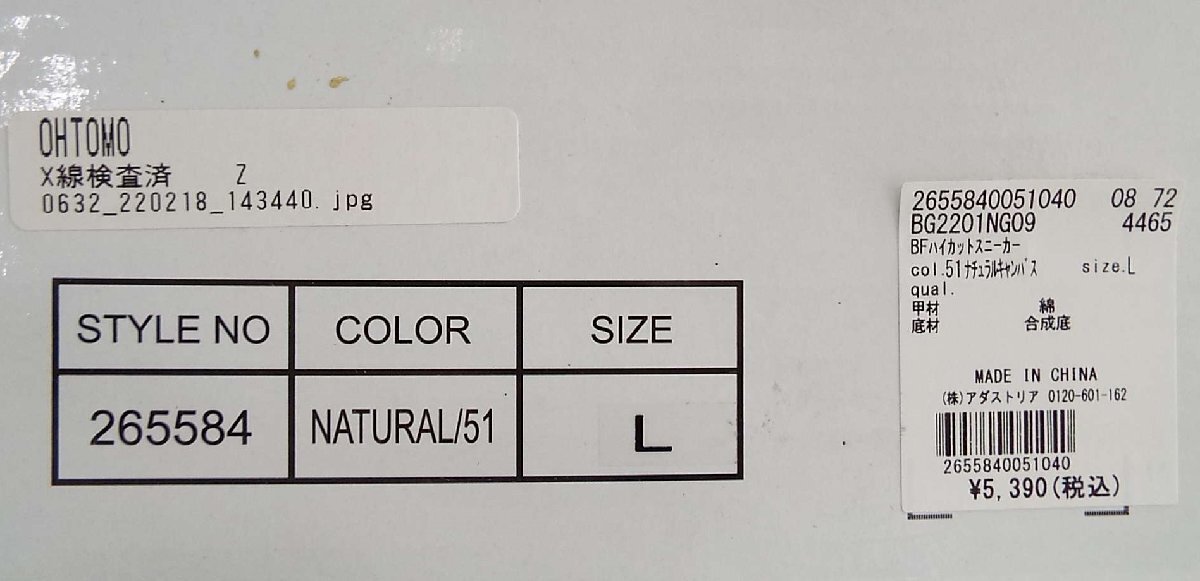 OHTOMO
X線検査済 Z
0632_220218_143440.jpg
STYLE NO COLOR SIZE
265584 NATURAL/51 L
2655840051040 08 72
BG2201NG09 4465
BFハイカットスニーカー
col.51ナチュラルキャンバス size.L
qual.
甲材 綿
底材 合成底
MADE IN CHINA
(株)アダストリア 0120-601-162
2655840051040
¥5,390(税込)